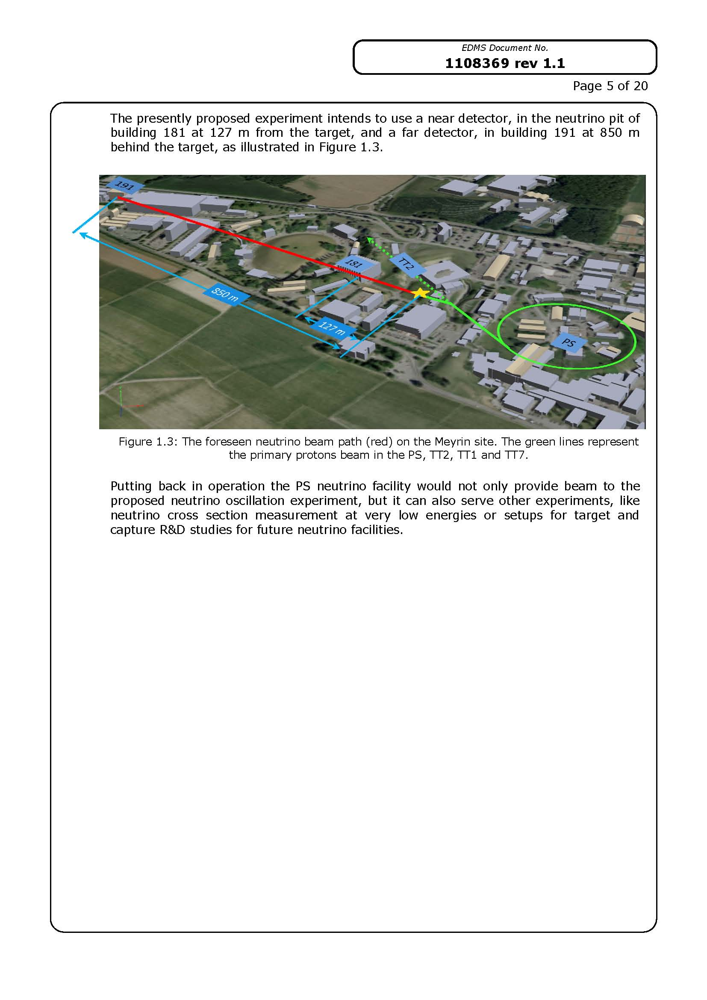 EDMS Document No.
1108369 rev 1.1
Page 5 of 20
The presently proposed experiment intends to use a near detector, in the neutrino pit of
building 181 at 127 m from the target, and a far detector, in building 191 at 850 m
behind the target, as illustrated in Figure 1.3.
191
181
TT2
850 m
127 m
PS
Figure 1.3: The foreseen neutrino beam path (red) on the Meyrin site. The green lines represent
the primary protons beam in the PS, TT2, TT1 and TT7.
Putting back in operation the PS neutrino facility would not only provide beam to the
proposed neutrino oscillation experiment, but it can also serve other experiments, like
neutrino cross section measurement at very low energies or setups for target and
capture R&D studies for future neutrino facilities.